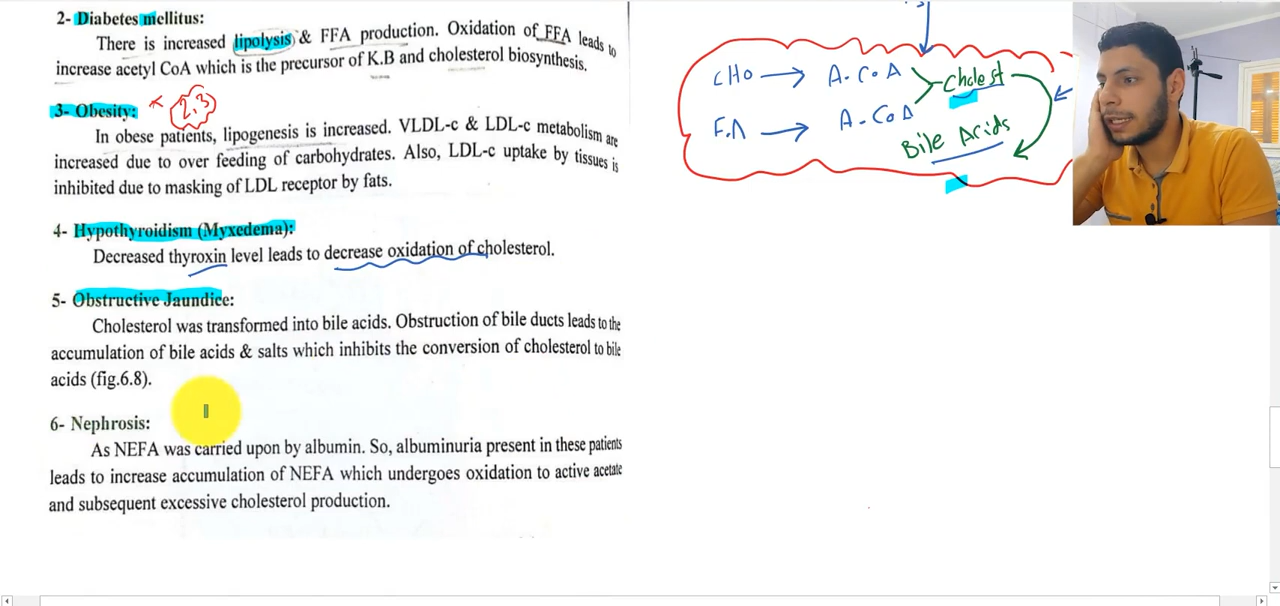 2- Diabetes mellitus:
There is increased lipolysis & FFA production. Oxidation of FFA leads to
increase acetyl CoA which is the precursor of K.B and cholesterol biosynthesis.
3- Obesity: * 2,3
In obese patients, lipogenesis is increased. VLDL-c & LDL-c metabolism are
increased due to over feeding of carbohydrates. Also, LDL-c uptake by tissues is
inhibited due to masking of LDL receptor by fats.
4- Hypothyroidism (Myxedema):
Decreased thyroxin level leads to decrease oxidation of cholesterol.
5- Obstructive Jaundice:
Cholesterol was transformed into bile acids. Obstruction of bile ducts leads to the
accumulation of bile acids & salts which inhibits the conversion of cholesterol to bile
acids (fig.6.8).
6- Nephrosis:
As NEFA was carried upon by albumin. So, albuminuria present in these patients
leads to increase accumulation of NEFA which undergoes oxidation to active acetate
and subsequent excessive cholesterol production.
CHO → A.CoA
Cholest
F.A → A.CoA
Bile Acids